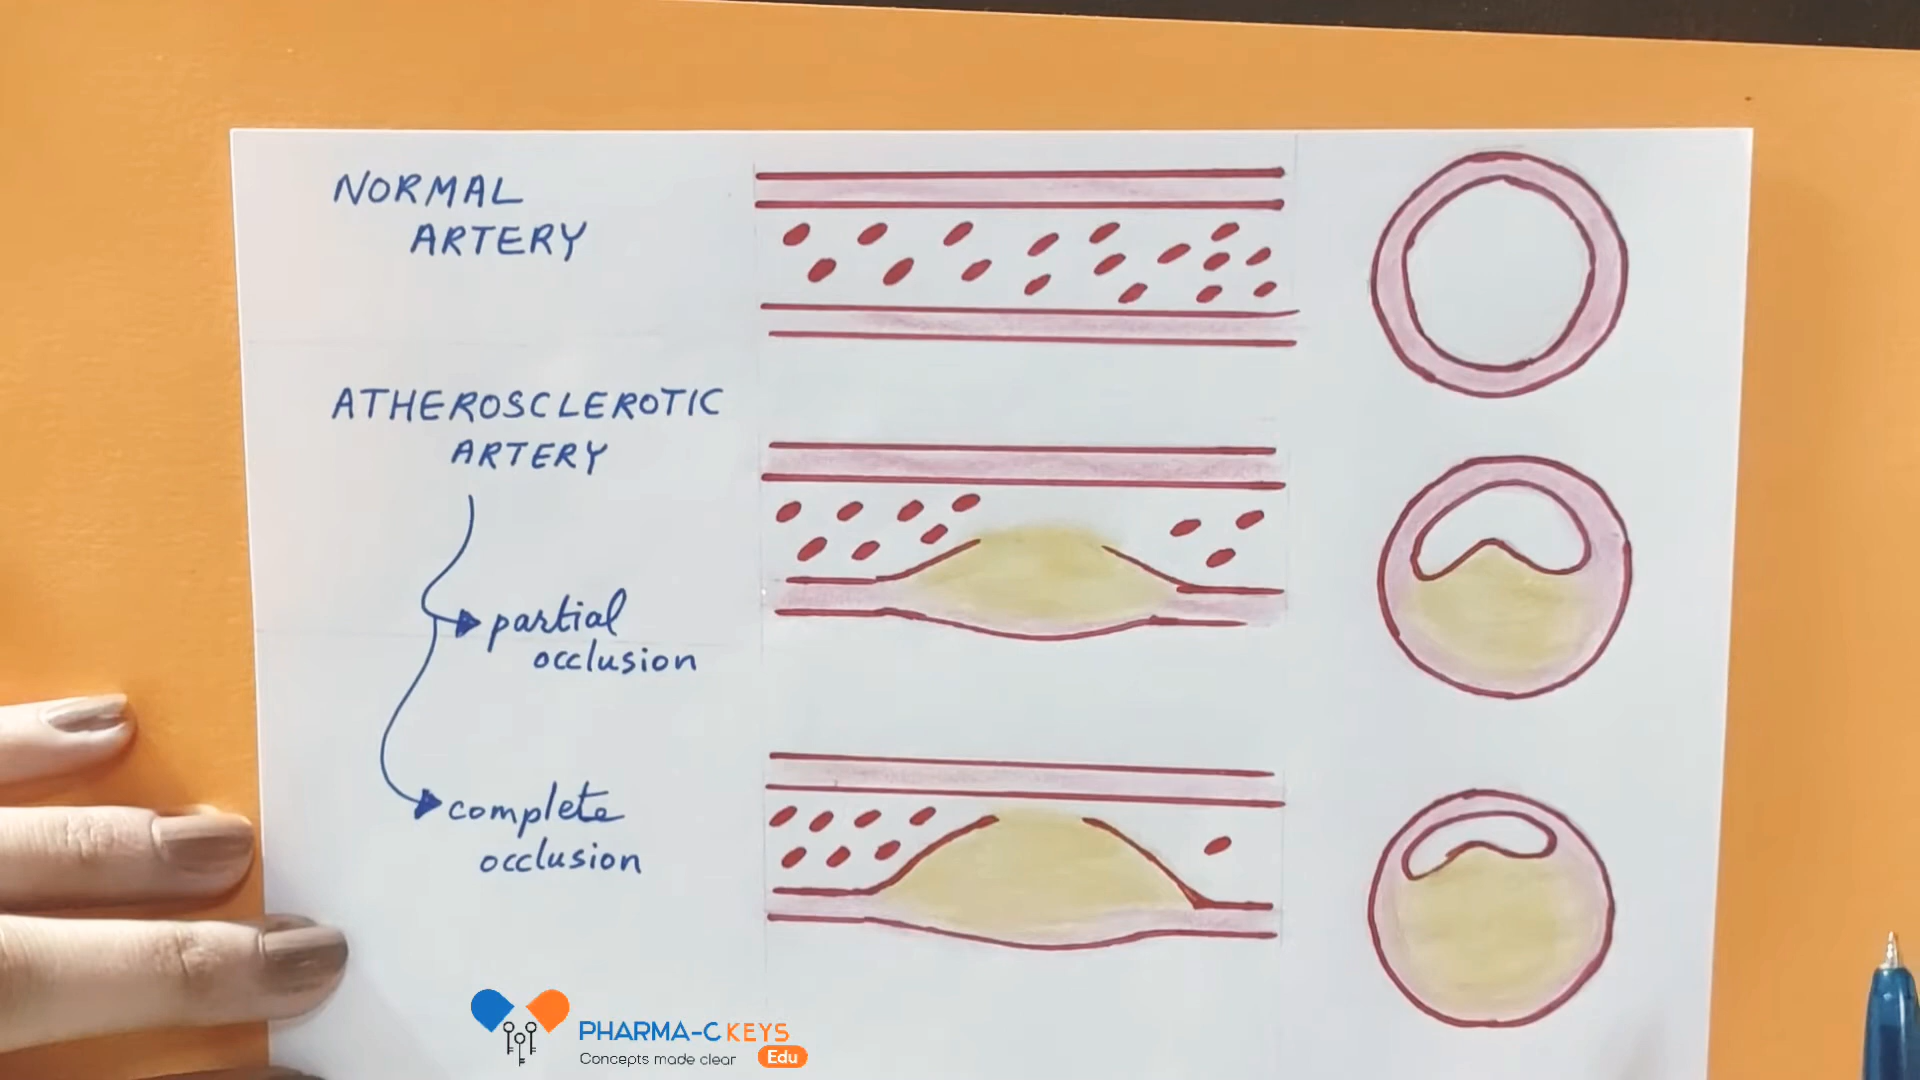 NORMAL
ARTERY
ATHEROSCLEROTIC
ARTERY
partial
occlusion
complete
occlusion
PHARMA-C KEYS
Concepts made clear Edu